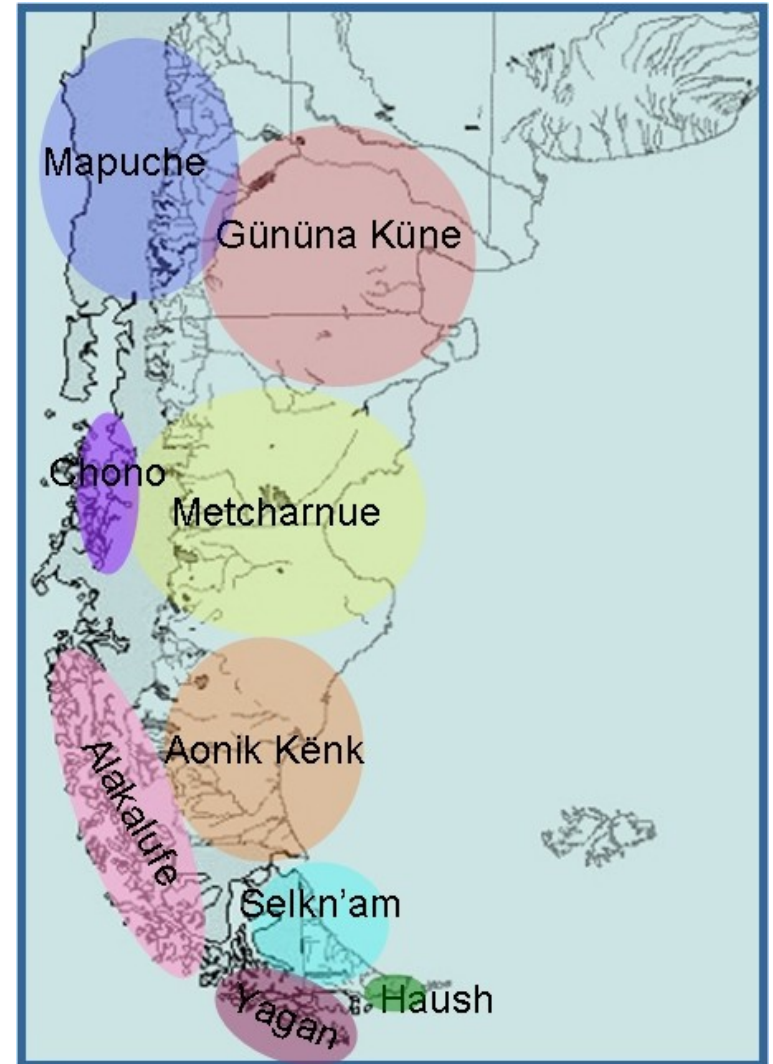 Mapuche
Gününa Küne
Chono
Metcharnue
Aonik Kënk
Alakalufe
Selkn'am
Haush
Yagan